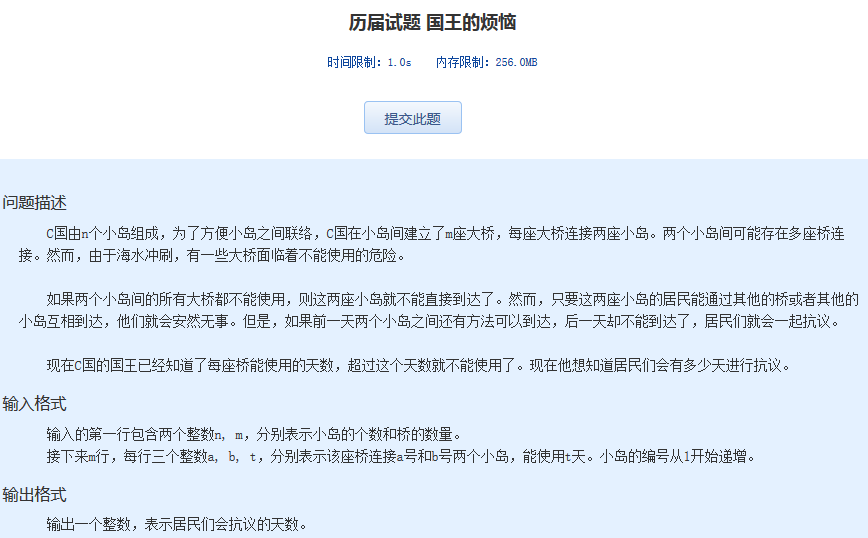 历届试题 国王的烦恼
时间限制：1.0s 内存限制：256.0MB
提交此题
问题描述
C国由n个小岛组成，为了方便小岛之间联络，C国在小岛间建立了m座大桥，每座大桥连接两座小岛。两个小岛间可能存在多座桥连
接。然而，由于海水冲刷，有一些大桥面临着不能使用的危险。
如果两个小岛间的所有大桥都不能使用，则这两座小岛就不能直接到达了。然而，只要这两座小岛的居民能通过其他的桥或者其他的
小岛互相到达，他们就会安然无事。但是，如果前一天两个小岛之间还有方法可以到达，后一天却不能到达了，居民们就会一起抗议。
现在C国的国王已经知道了每座桥能使用的天数，超过这个天数就不能使用了。现在他想知道居民们会有多少天进行抗议。
输入格式
输入的第一行包含两个整数n, m，分别表示小岛的个数和桥的数量。
接下来m行，每行三个整数a, b, t，分别表示该座桥连接a号和b号两个小岛，能使用t天。小岛的编号从1开始递增。
输出格式
输出一个整数，表示居民们会抗议的天数。